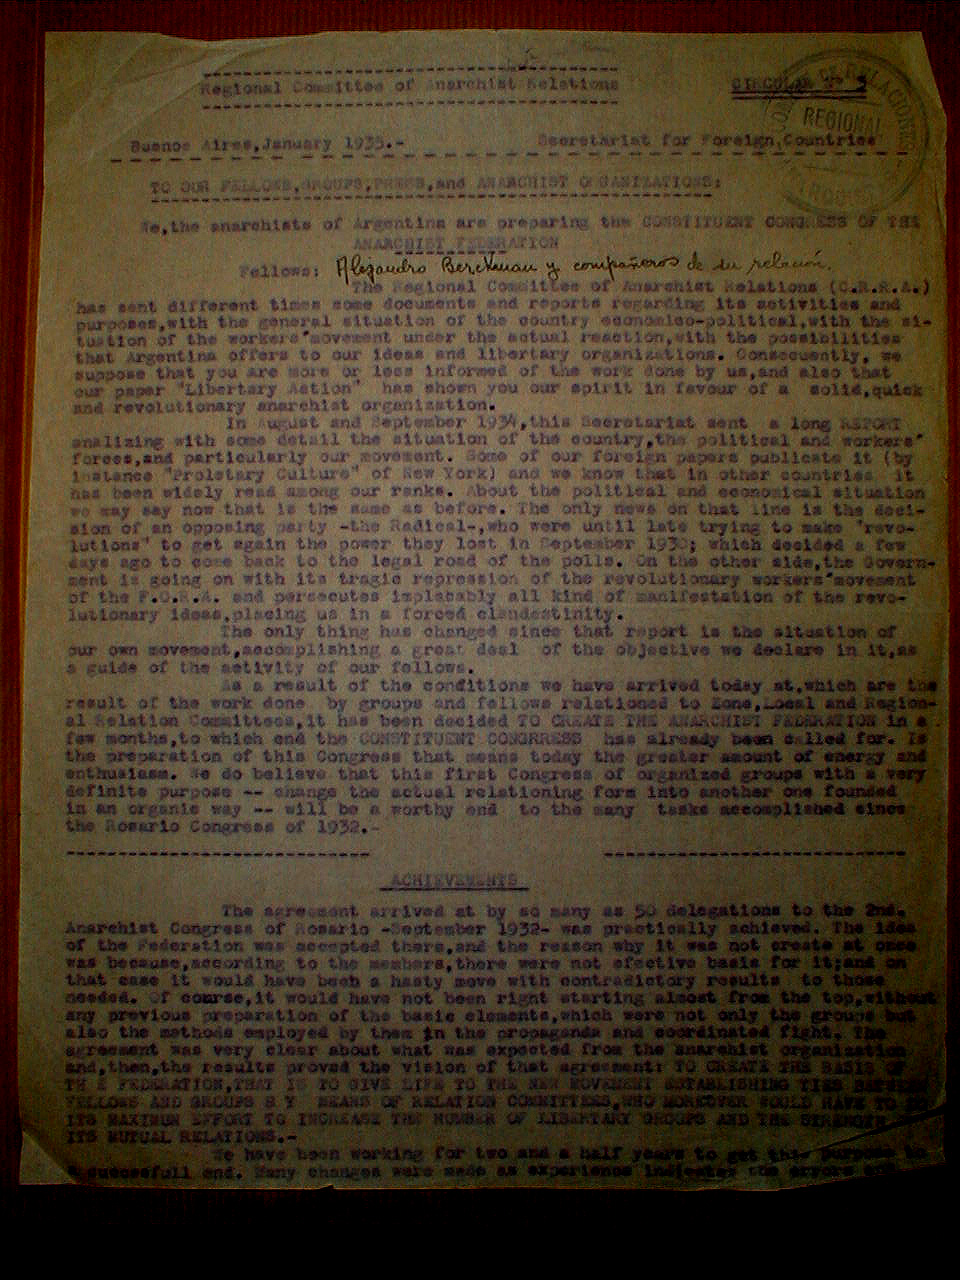 Regional Committee of Anarchist Relations
CIRCULAR Nº 3
REGIONAL
Buenos Aires,January 1935.-
Secretariat for Foreign,Countries
TO OUR FELLOWS,GROUPS,PRESS,and ANARCHIST ORGANIZATIONS:
We,the anarchists of Argentina are preparing the CONSTITUENT CONGRESS OF THE
ANARCHIST FEDERATION
Fellows: Alejandro Berckman y compañeros de su relación.
The Regional Committee of Anarchist Relations (C.R.R.A.)
has sent different times some documents and reports regarding its activities and
purposes,with the general situation of the country economico-political,with the si-
tuation of the workers'movement under the actual reaction,with the possibilities
that Argentina offers to our ideas and libertary organizations. Consecuently, we
suppose that you are more or less informed of the work done by us,and also that
our paper "Libertary Action" has shown you our spirit in favour of a solid,quick
and revolutionary anarchist organization.
In August and September 1934,this Secretariat sent a long REPORT
analizing with some detail the situation of the country,the political and workers'
forces,and particularly our movement. Some of our foreign papers publicate it (by
instance "Proletary Culture" of New York) and we know that in other countries it
has been widely read among our ranks. About the political and economical situation
we may say now that is the same as before. The only news on that line is the deci-
sion of an opposing party -the Radical-,who were until late trying to make "revo-
lutions" to get again the power they lost in September 1930; which decided a few
days ago to come back to the legal road of the polls. On the other side,the Govern-
ment is going on with its tragic repression of the revolutionary workers'movement
of the F.O.R.A. and persecutes implacably all kind of manifestation of the revo-
lutionary ideas,placing us in a forced clandestinity.
The only thing has changed since that report is the situation of
our own movement,accomplishing a great deal of the objective we declare in it,as
a guide of the activity of our fellows.
As a result of the conditions we have arrived today at,which are the
result of the work done by groups and fellows relationed to Zone,Local and Region-
al Relation Committees,it has been decided TO CREATE THE ANARCHIST FEDERATION in a
few months,to which end the CONSTITUENT CONGRRESS has already been called for. Is
the preparation of this Congress that means today the greater amount of energy and
enthusiasm. We do believe that this first Congress of organized groups with a very
definite purpose -- change the actual relationing form into another one founded
in an organic way -- will be a worthy end to the many tasks accomplished since
the Rosario Congress of 1932.-
ACHIEVEMENTS
The agreement arrived at by so many as 50 delegations to the 2nd.
Anarchist Congress of Rosario -September 1932- was practically achieved. The idea
of the Federation was accepted there,and the reason why it was not create at once
was because,according to the members,there were not efective basis for it;and on
that case it would have been a hasty move with contradictory results to those
needed. Of course,it would have not been right starting almost from the top,without
any previous preparation of the basic elements,which were not only the groups but
also the methods employed by them in the propaganda and coordinated fight. The
agreement was very clear about what was expected from the anarchist organization
and,then,the results proved the vision of that agreement: TO CREATE THE BASIS OF
TH E FEDERATION,THAT IS TO GIVE LIFE TO THE NEW MOVEMENT ESTABLISHING TIES BETWEEN
FELLOWS AND GROUPS B Y MEANS OF RELATION COMMITTEES,WHO MOREOVER WOULD HAVE TO DO
ITS MAXIMUM EFFORT TO INCREASE THE NUMBER OF LIBERTARY GROUPS AND THE STRENGTH
ITS MUTUAL RELATIONS.-
We have been working for two and a half years to get this purpose to
a successfull end. Many changes were made as experience indicates the errors